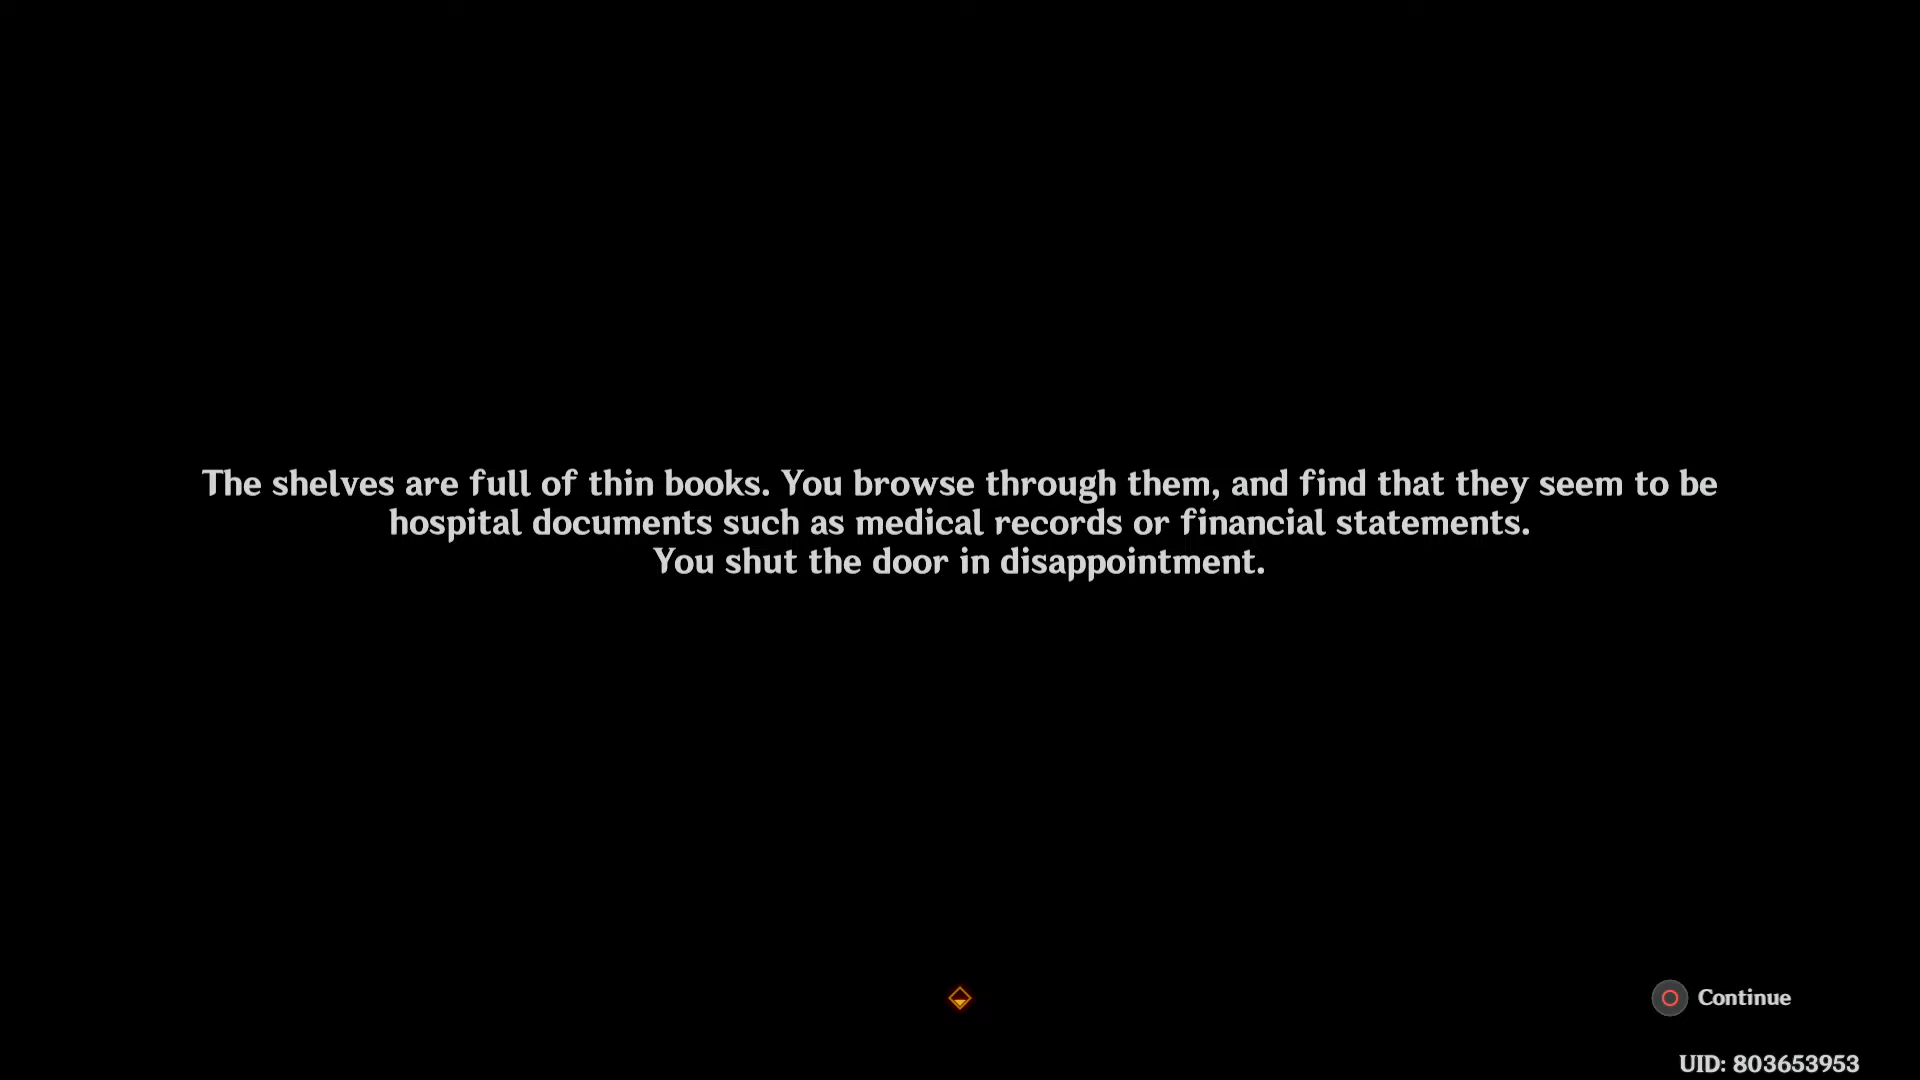 The shelves are full of thin books. You browse through them, and find that they seem to be
hospital documents such as medical records or financial statements.
You shut the door in disappointment.
Continue
UID: 803653953